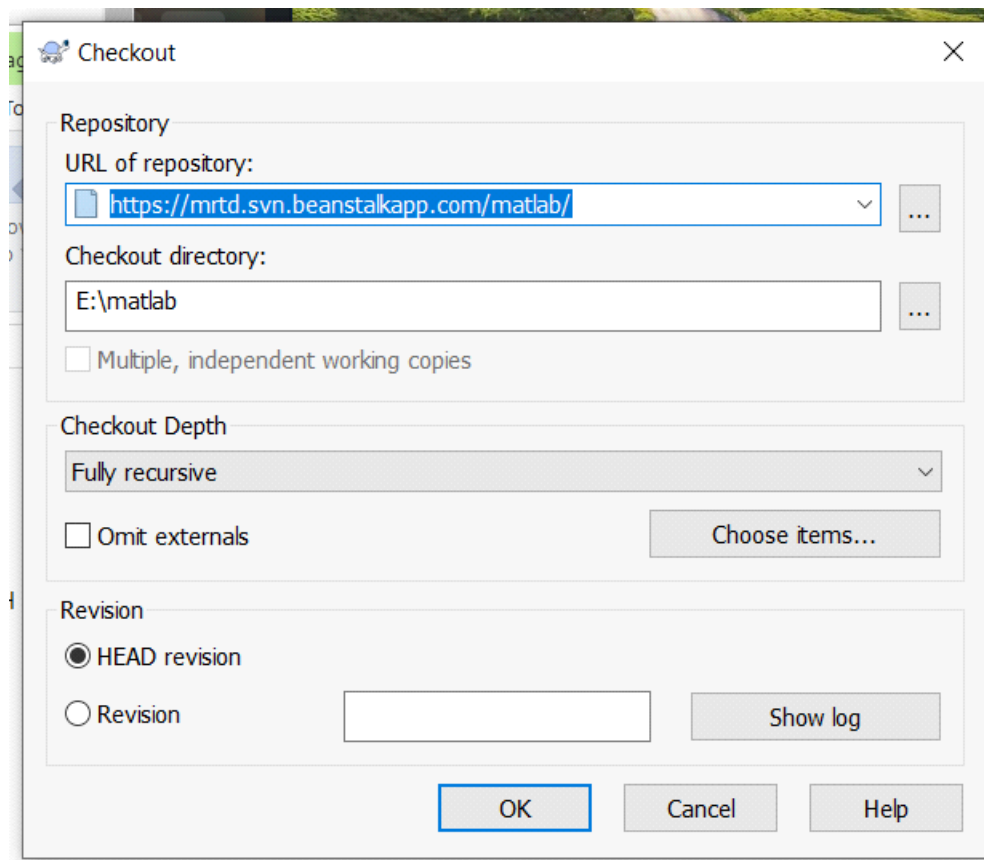 Checkout
Repository
URL of repository:
https://mrtd.svn.beanstalkapp.com/matlab/
...
Checkout directory:
E:\matlab
...
Multiple, independent working copies
Checkout Depth
Fully recursive
Omit externals
Choose items...
Revision
HEAD revision
Revision
Show log
OK
Cancel
Help